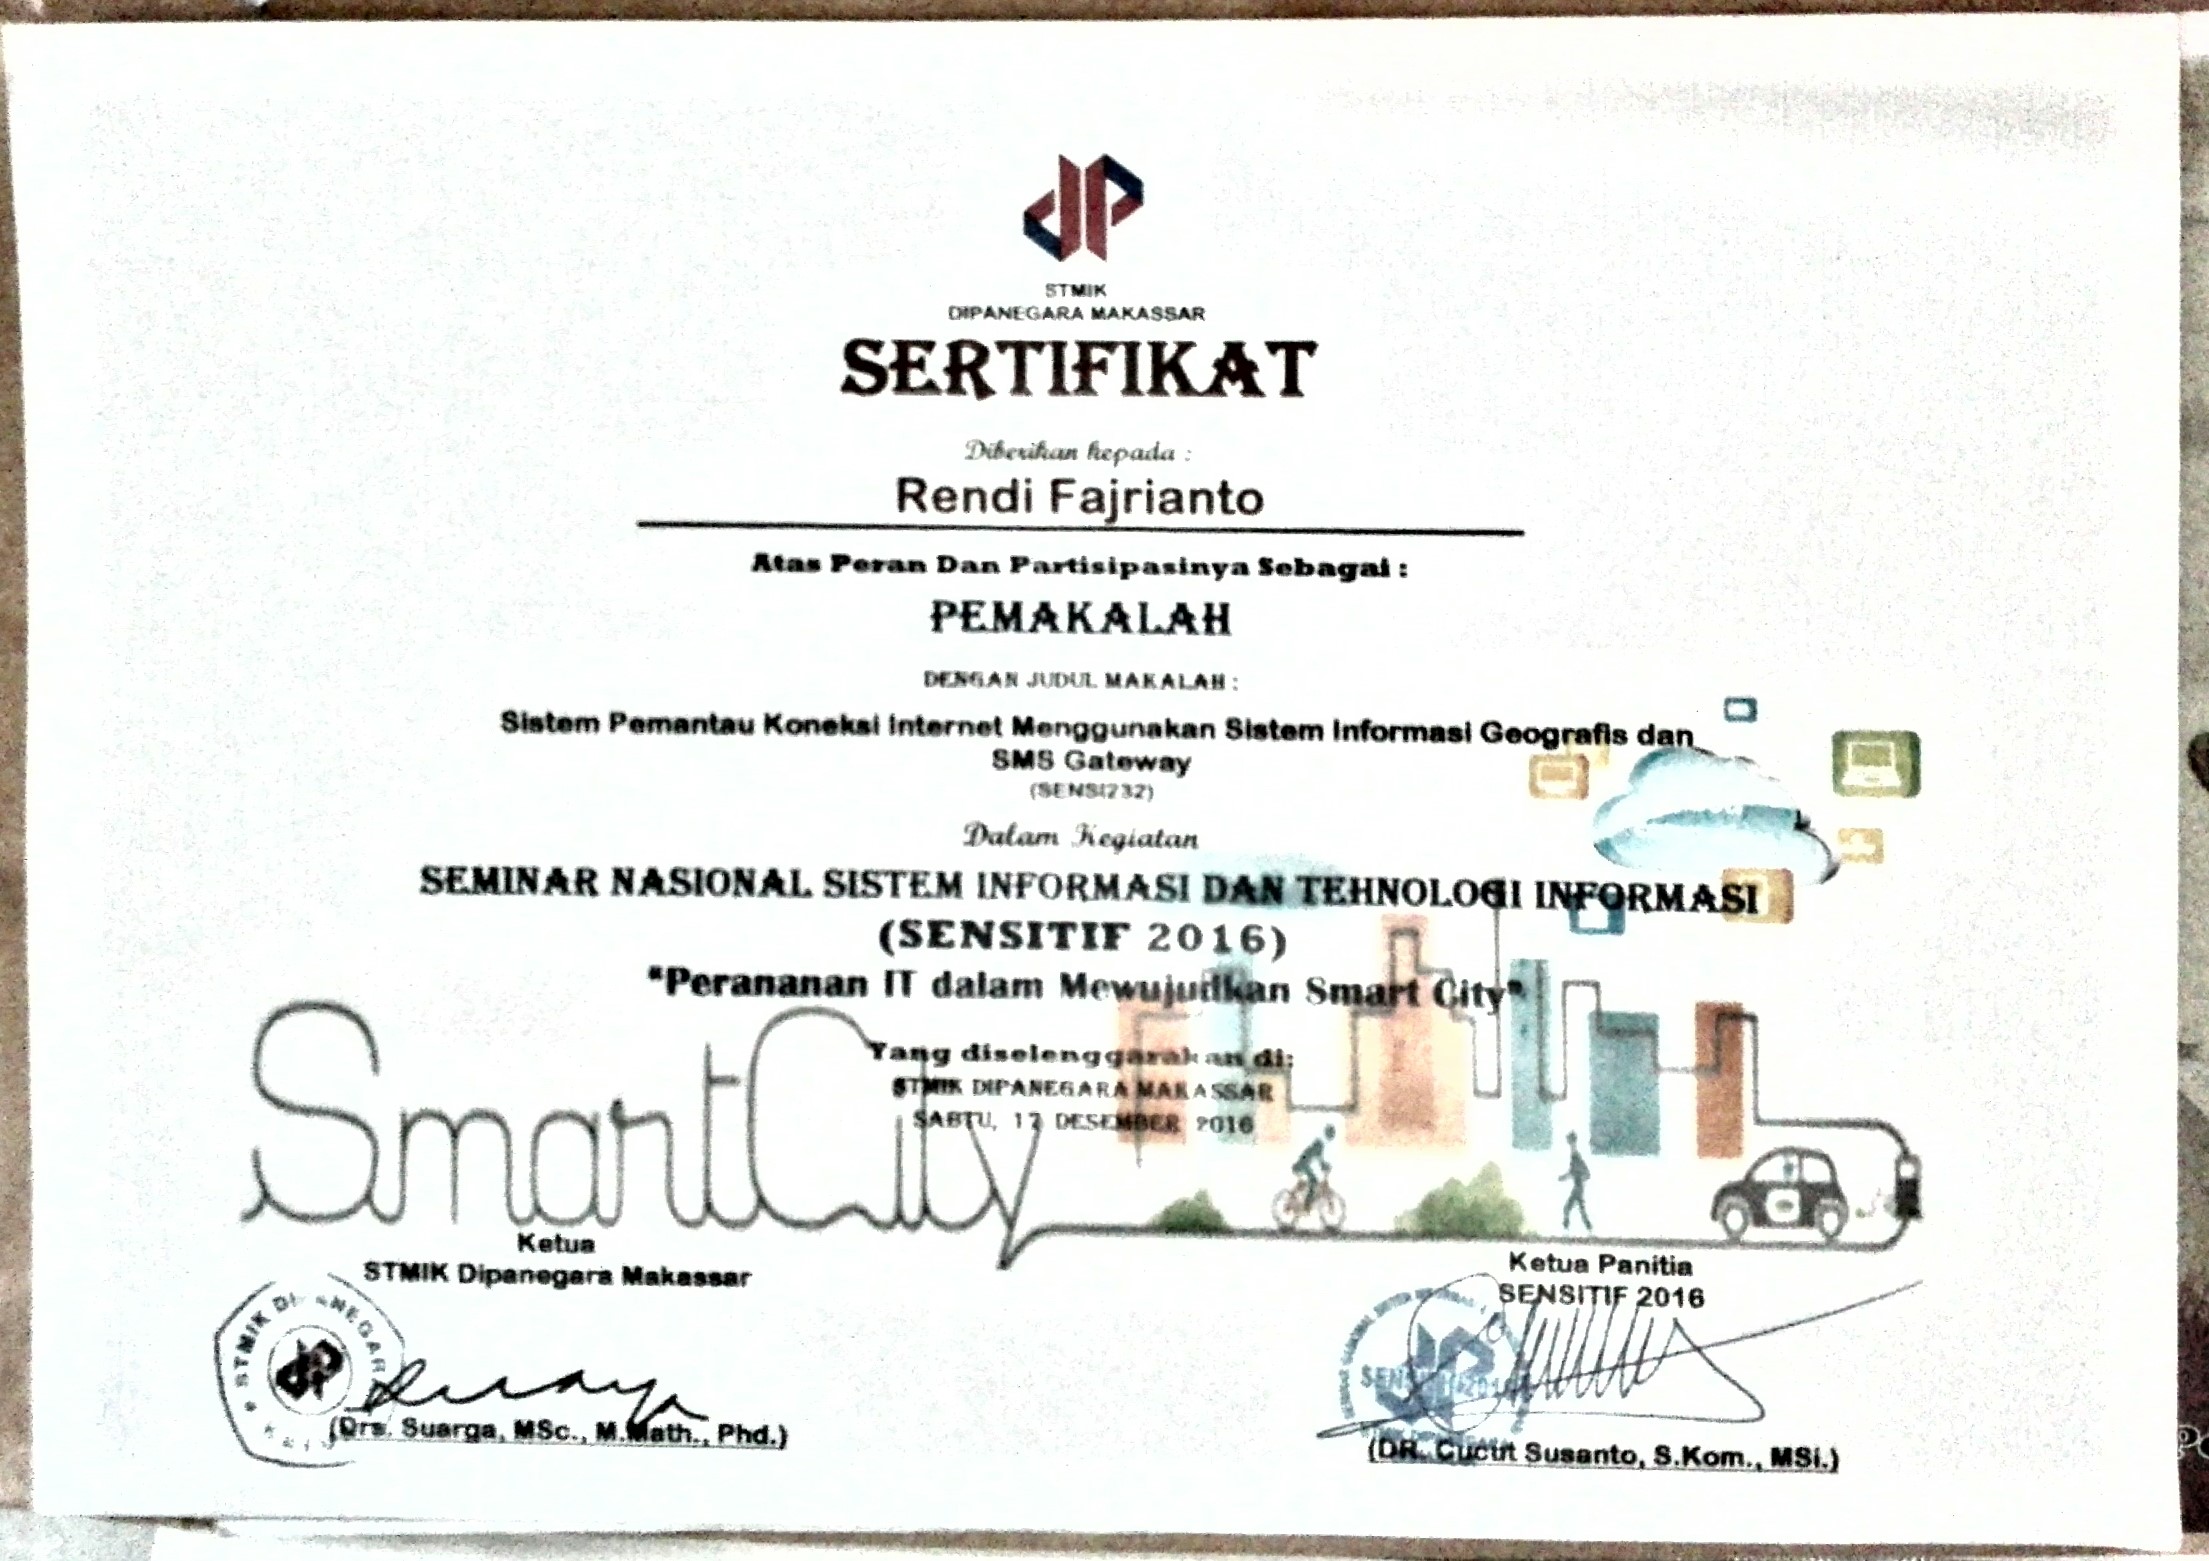 STMIK
DIPANEGARA MAKASSAR
SERTIFIKAT
Diberikan kepada :
Rendi Fajrianto
Atas Peran Dan Partisipasinya Sebagai :
PEMAKALAH
DENGAN JUDUL MAKALAH :
Sistem Pemantau Koneksi Internet Menggunakan Sistem Informasi Geografis dan
SMS Gateway
(SENSI232)
Dalam Kegiatan
SEMINAR NASIONAL SISTEM INFORMASI DAN TEHNOLOGI INFORMASI
(SENSITIF 2016)
"Perananan IT dalam Mewujudkan Smart City"
Yang diselenggarakan di:
STMIK DIPANEGARA MAKASSAR
SABTU, 17 DESEMBER 2016
SmartCity
Ketua
STMIK Dipanegara Makassar
STMIK DIPANEGARA
(Drs. Suarga, MSc., M.Math., Phd.)
Ketua Panitia
SENSITIF 2016
(DR. Cucut Susanto, S.Kom., MSi.)